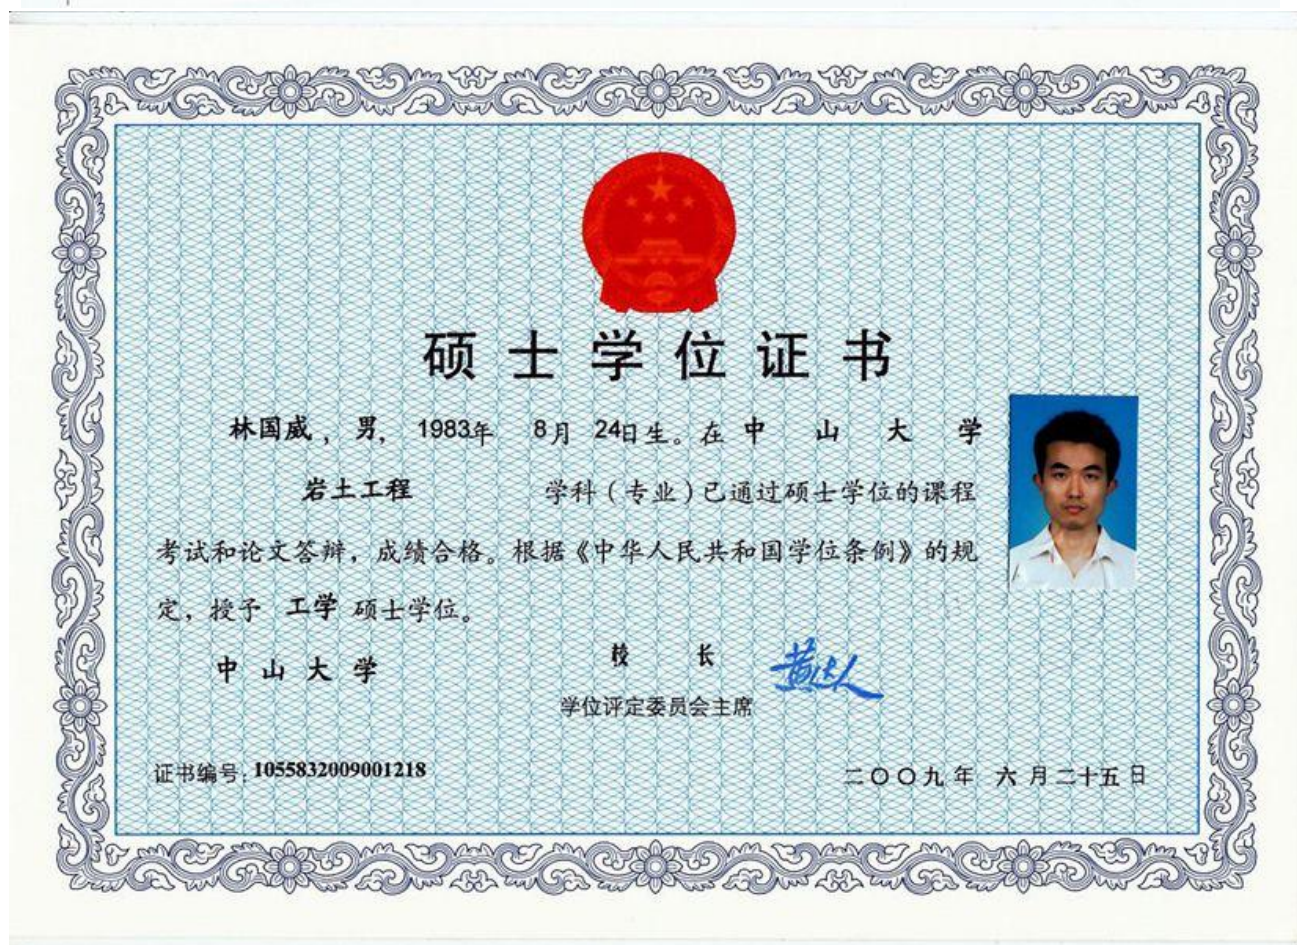 硕士学位证书
林国威，男，1983年 8月 24日生。在中山大学
岩土工程 学科（专业）已通过硕士学位的课程
考试和论文答辩，成绩合格。根据《中华人民共和国学位条例》的规
定，授予 工学 硕士学位。
中山大学
校长 黄达人
学位评定委员会主席
证书编号：1055832009001218
二〇〇九年 六月二十五日